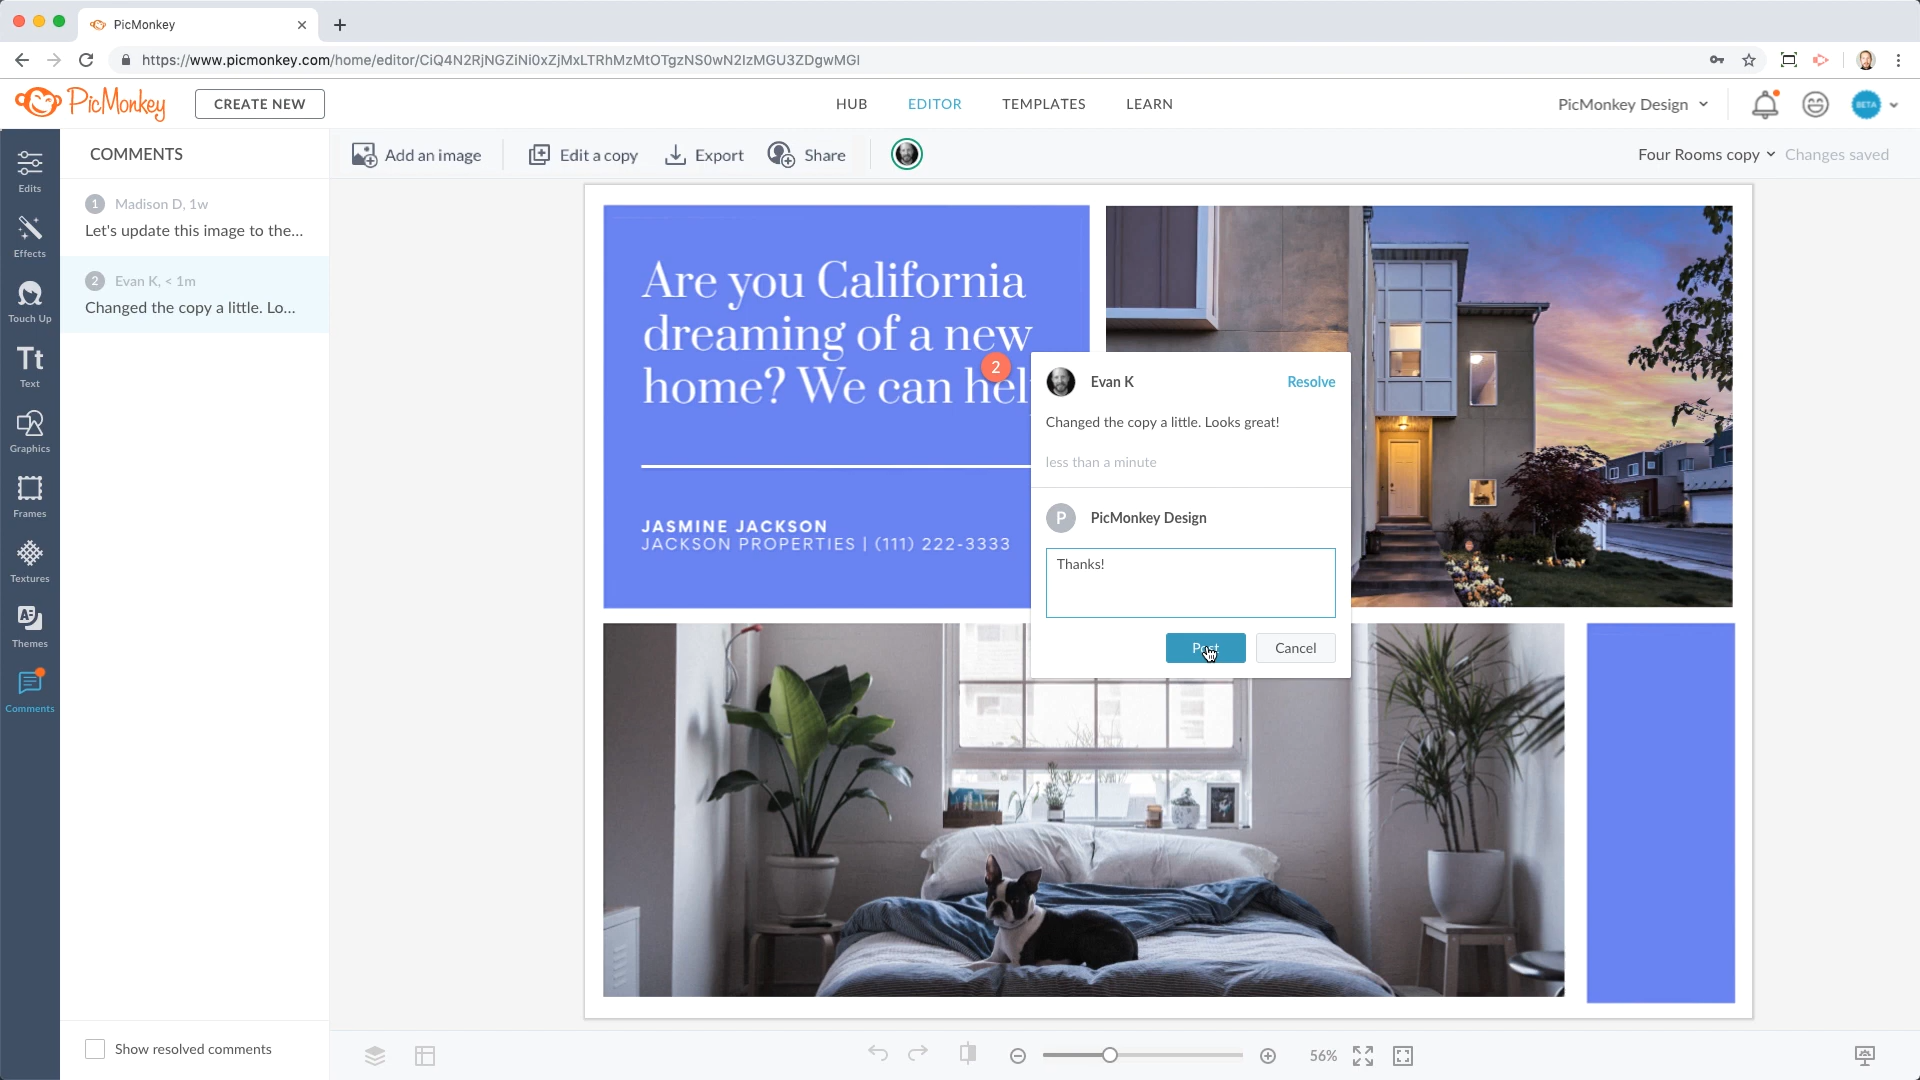 PicMonkey
https://www.picmonkey.com/home/editor/CiQ4N2RjNGZiNi0xZjMxLTRhMzMtOTgzNS0wN2IzMGU3ZDgwMGI
PicMonkey
CREATE NEW
HUB
EDITOR
TEMPLATES
LEARN
PicMonkey Design
BETA
COMMENTS
Add an image
Edit a copy
Export
Share
Four Rooms copy
Changes saved
Edits
Effects
Touch Up
Tt
Text
Graphics
Frames
Textures
Themes
Comments
1 Madison D, 1w
Let's update this image to the...
2 Evan K, < 1m
Changed the copy a little. Lo...
Are you California
dreaming of a new
home? We can
JASMINE JACKSON
JACKSON PROPERTIES | (111) 222-3333
2
Evan K
Resolve
Changed the copy a little. Looks great!
less than a minute
P
PicMonkey Design
Thanks!
Post
Cancel
Show resolved comments
56%